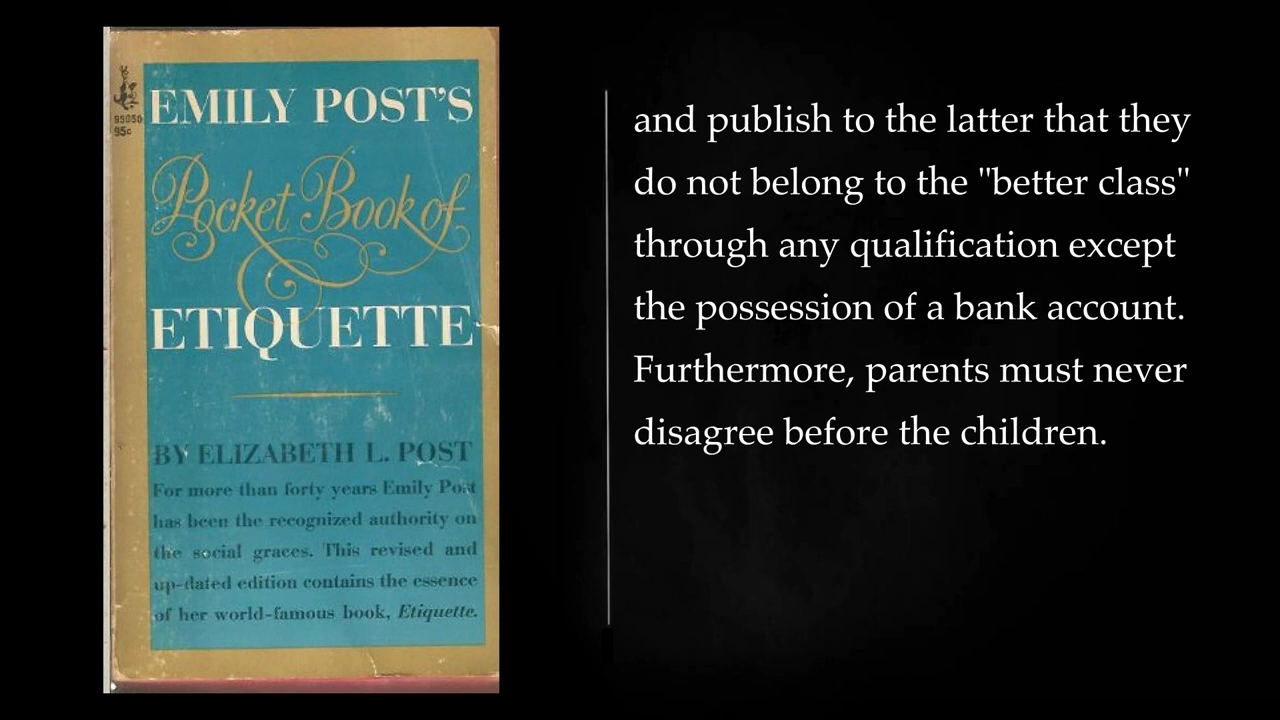 EMILY POST'S
Pocket Book of
ETIQUETTE
95050
95c
BY ELIZABETH L. POST
For more than forty years Emily Post
has been the recognized authority on
the social graces. This revised and
up-dated edition contains the essence
of her world-famous book, Etiquette.
and publish to the latter that they
do not belong to the "better class"
through any qualification except
the possession of a bank account.
Furthermore, parents must never
disagree before the children.